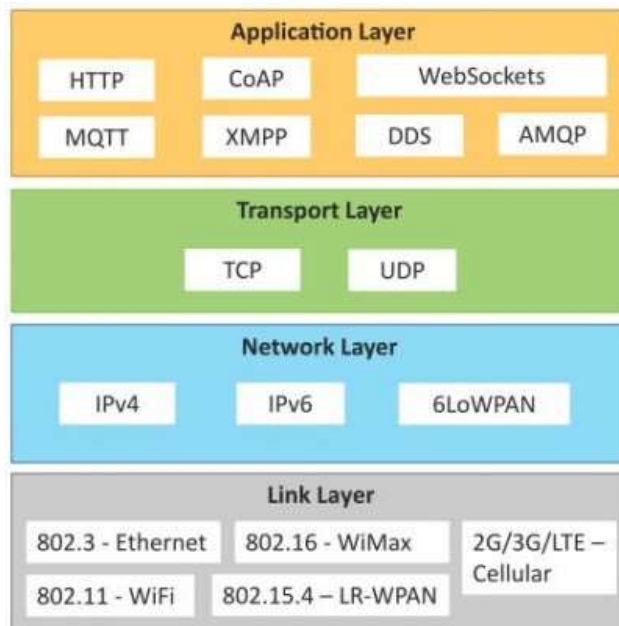 Application Layer
HTTP
CoAP
WebSockets
MQTT
XMPP
DDS
AMQP
Transport Layer
TCP
UDP
Network Layer
IPv4
IPv6
6LoWPAN
Link Layer
802.3 - Ethernet
802.16 - WiMax
2G/3G/LTE –
Cellular
802.11 - WiFi
802.15.4 – LR-WPAN